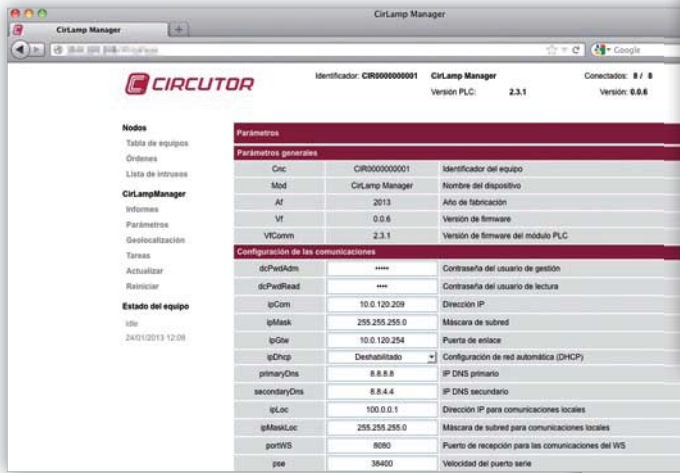 CirLamp Manager
CirLamp Manager
Google
CIRCUTOR
Identificador: CIR0000000001 CirLamp Manager Conectados: 8 / 8
Versión PLC: 2.3.1 Versión: 0.0.6
Nodos
Tabla de equipos
Órdenes
Lista de intrusos
CirLampManager
Informes
Parámetros
Geolocalización
Tareas
Actualizar
Reiniciar
Estado del equipo
Idle
24/01/2013 12:08
Parámetros
Parámetros generales
Cnc CIR0000000001 Identificador del equipo
Mod CirLamp Manager Nombre del dispositivo
Af 2013 Año de fabricación
Vf 0.0.6 Versión de firmware
VfComm 2.3.1 Versión de firmware del módulo PLC
Configuración de las comunicaciones
dcPwdAdm ••••• Contraseña del usuario de gestión
dcPwdRead •••• Contraseña del usuario de lectura
ipCom 10.0.120.209 Dirección IP
ipMask 255.255.255.0 Máscara de subred
ipGtw 10.0.120.254 Puerta de enlace
ipDhcp Deshabilitado Configuración de red automática (DHCP)
primaryDns 8.8.8.8 IP DNS primario
secondaryDns 8.8.4.4 IP DNS secundario
ipLoc 100.0.0.1 Dirección IP para comunicaciones locales
ipMaskLoc 255.255.255.0 Máscara de subred para comunicaciones locales
portWS 8080 Puerto de recepción para las comunicaciones del WS
pse 38400 Velocidad del puerto serie